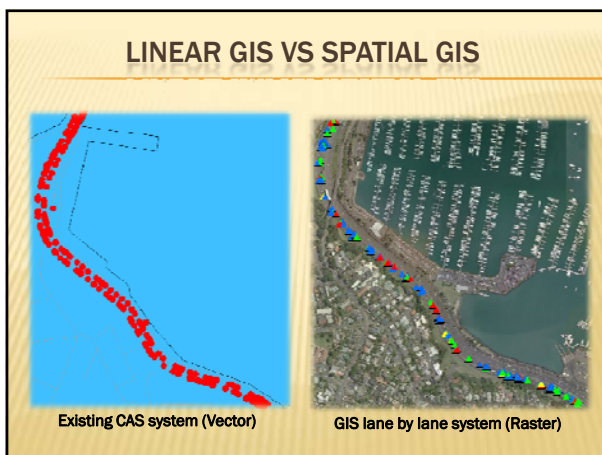 LINEAR GIS VS SPATIAL GIS
Existing CAS system (Vector)
GIS lane by lane system (Raster)